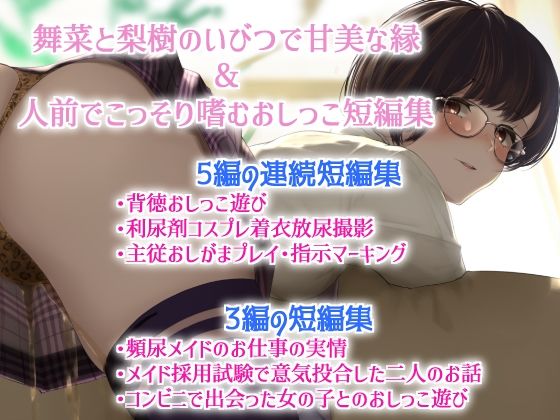 舞菜と梨樹のいびつで甘美な縁
&
人前でこっそり嗜むおしっこ短編集
5編の連続短編集
・背徳おしっこ遊び
・利尿剤コスプレ着衣放尿撮影
・主従おしがまプレイ・指示マーキング
3編の短編集
・頻尿メイドのお仕事の実情
・メイド採用試験で意気投合した二人のお話
・コンビニで出会った女の子とのおしっこ遊び